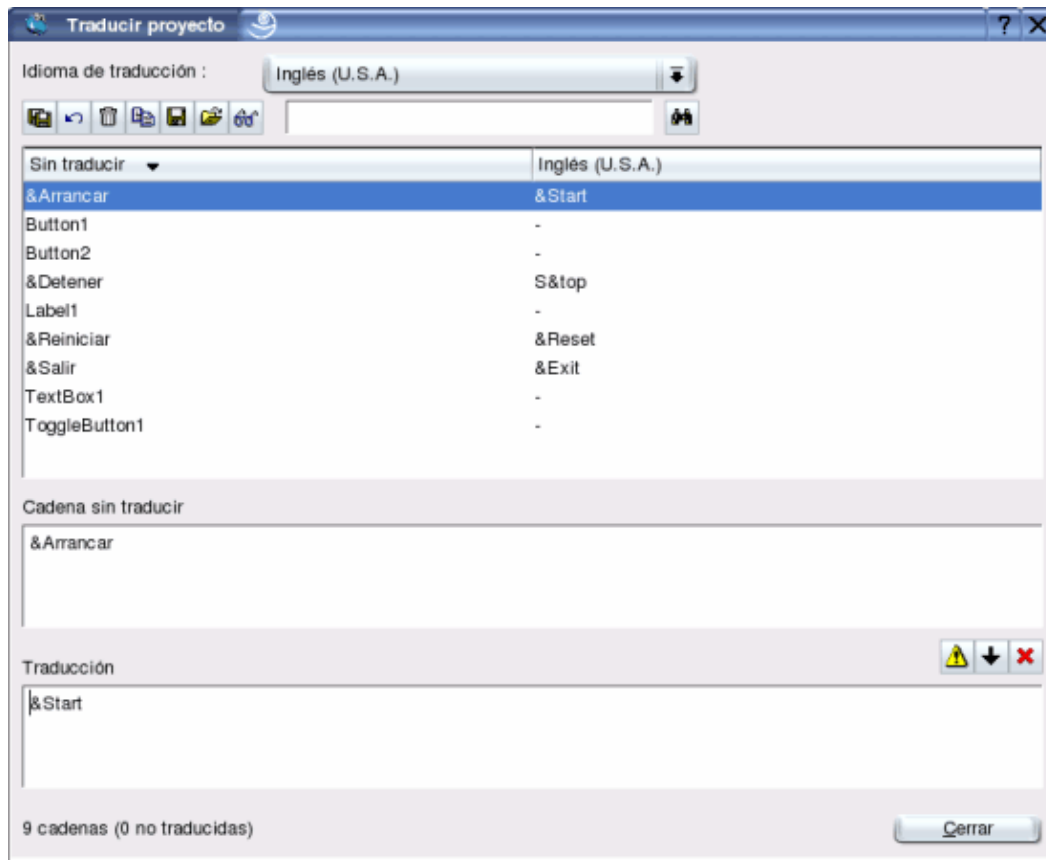 Traducir proyecto
Idioma de traducción :
Inglés (U.S.A.)
Sin traducir
Inglés (U.S.A.)
&Arrancar
&Start
Button1
-
Button2
-
&Detener
S&top
Label1
-
&Reiniciar
&Reset
&Salir
&Exit
TextBox1
-
ToggleButton1
-
Cadena sin traducir
&Arrancar
Traducción
&Start
9 cadenas (0 no traducidas)
Cerrar